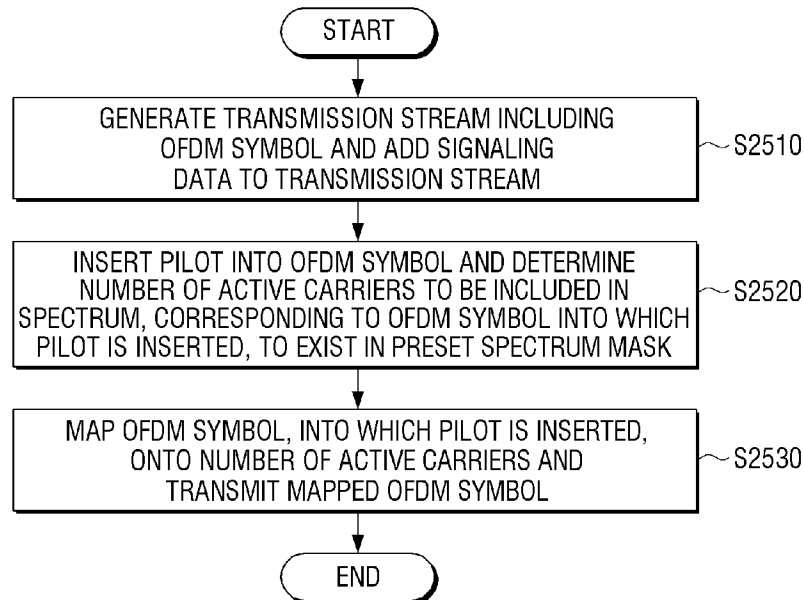 START
GENERATE TRANSMISSION STREAM INCLUDING
OFDM SYMBOL AND ADD SIGNALING
DATA TO TRANSMISSION STREAM
S2510
INSERT PILOT INTO OFDM SYMBOL AND DETERMINE
NUMBER OF ACTIVE CARRIERS TO BE INCLUDED IN
SPECTRUM, CORRESPONDING TO OFDM SYMBOL INTO WHICH
PILOT IS INSERTED, TO EXIST IN PRESET SPECTRUM MASK
S2520
MAP OFDM SYMBOL, INTO WHICH PILOT IS INSERTED,
ONTO NUMBER OF ACTIVE CARRIERS AND
TRANSMIT MAPPED OFDM SYMBOL
S2530
END